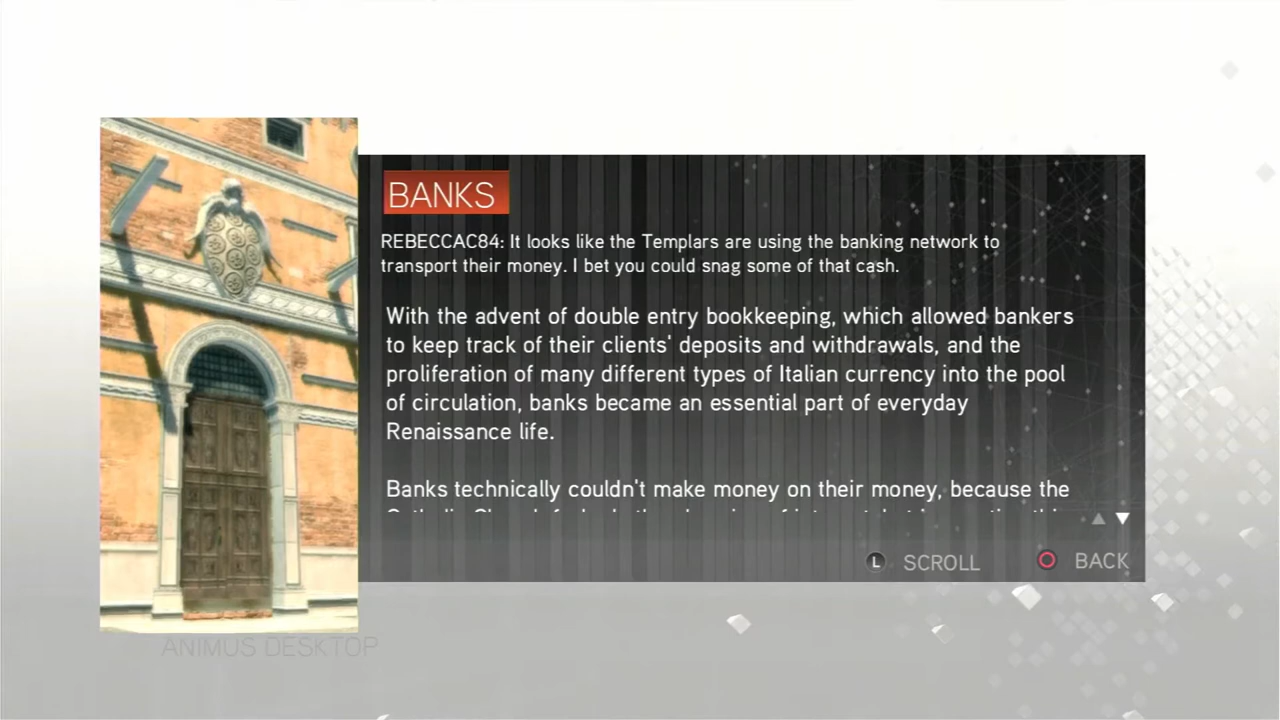 BANKS
REBECCAC84: It looks like the Templars are using the banking network to
transport their money. I bet you could snag some of that cash.
With the advent of double entry bookkeeping, which allowed bankers
to keep track of their clients' deposits and withdrawals, and the
proliferation of many different types of Italian currency into the pool
of circulation, banks became an essential part of everyday
Renaissance life.
Banks technically couldn't make money on their money, because the
L SCROLL
BACK
ANIMUS DESKTOP